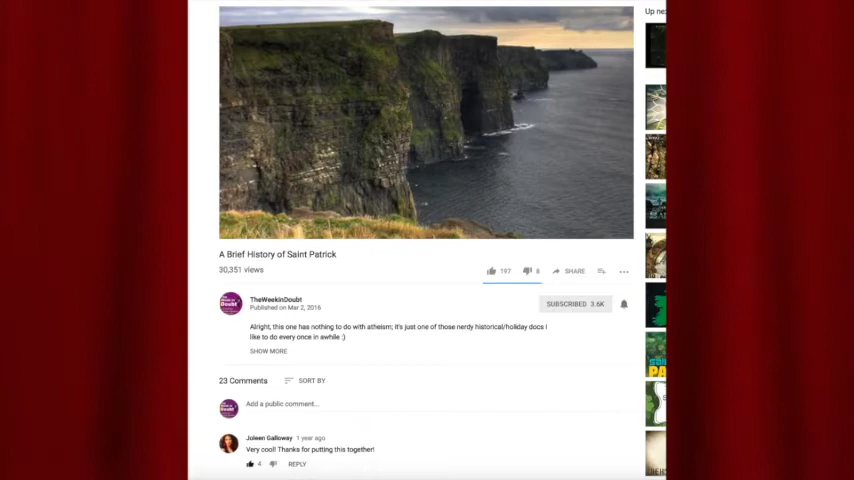 Up ne
A Brief History of Saint Patrick
30,351 views
197
8
SHARE
TheWeekinDoubt
Published on Mar 2, 2016
SUBSCRIBED 3.6K
Alright, this one has nothing to do with atheism; it's just one of those nerdy historical/holiday docs I
like to do every once in awhile :)
SHOW MORE
23 Comments
SORT BY
Add a public comment...
Joleen Galloway 1 year ago
Very cool! Thanks for putting this together!
4
REPLY